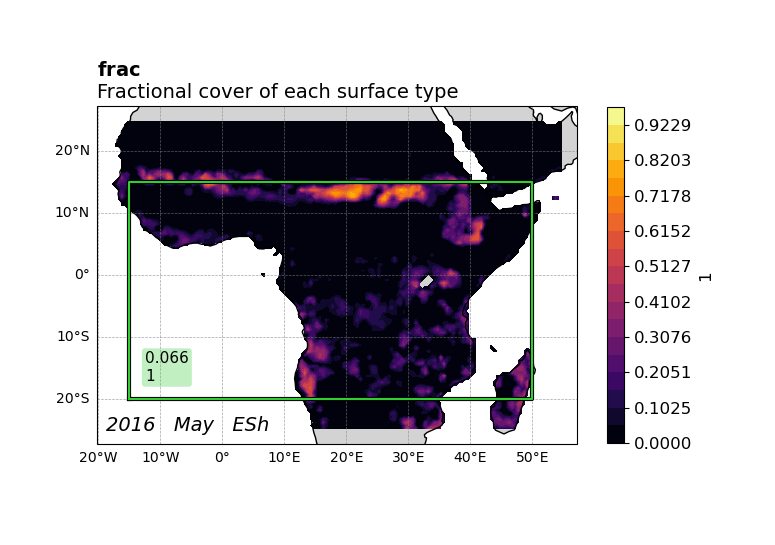 frac
Fractional cover of each surface type
20°N
10°N
0°
10°S
20°S
0.066
1
2016 May ESh
20°W
10°W
0°
10°E
20°E
30°E
40°E
50°E
0.9229
0.8203
0.7178
0.6152
0.5127
0.4102
0.3076
0.2051
0.1025
0.0000
1